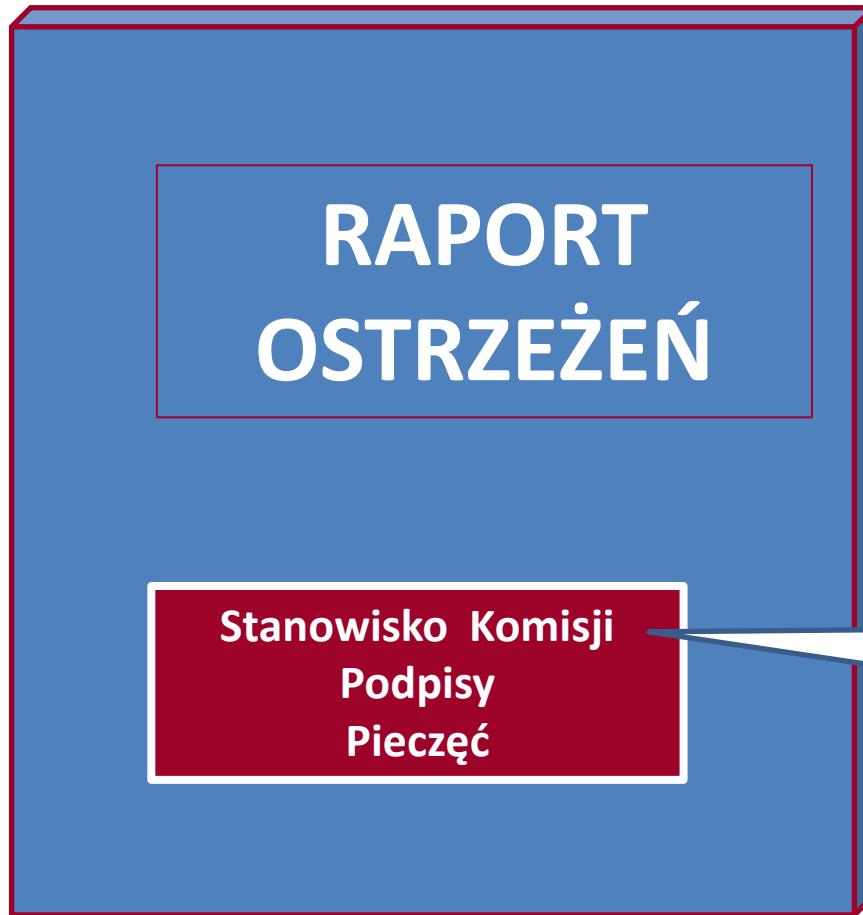 RAPORT
OSTRZEŻEŃ
Stanowisko Komisji
Podpisy
Pieczęć